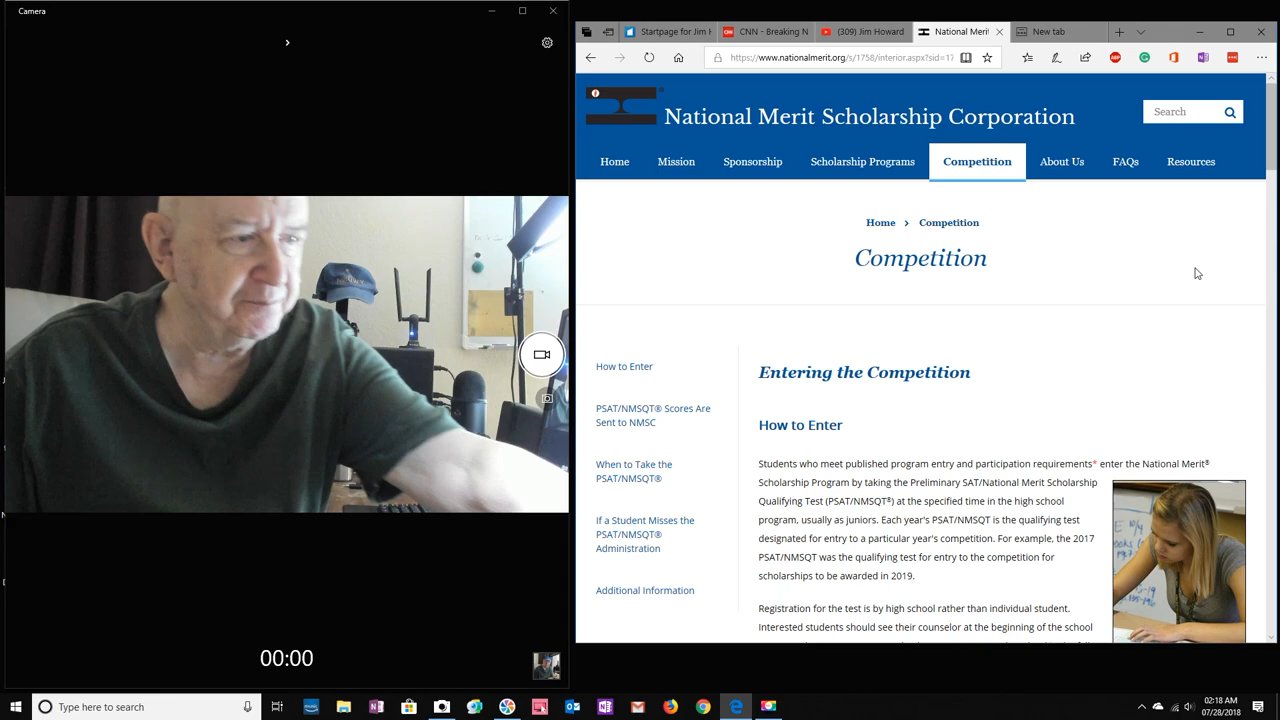 Camera
00:00
Startpage for Jim H
CNN - Breaking N
(309) Jim Howard
National Merit
New tab
https://www.nationalmerit.org/s/1758/interior.aspx?sid=17
National Merit Scholarship Corporation
Search
Home
Mission
Sponsorship
Scholarship Programs
Competition
About Us
FAQs
Resources
Home > Competition
Competition
How to Enter
PSAT/NMSQT® Scores Are
Sent to NMSC
When to Take the
PSAT/NMSQT®
If a Student Misses the
PSAT/NMSQT®
Administration
Additional Information
Entering the Competition
How to Enter
Students who meet published program entry and participation requirements* enter the National Merit®
Scholarship Program by taking the Preliminary SAT/National Merit Scholarship
Qualifying Test (PSAT/NMSQT®) at the specified time in the high school
program, usually as juniors. Each year's PSAT/NMSQT is the qualifying test
designated for entry to a particular year's competition. For example, the 2017
PSAT/NMSQT was the qualifying test for entry to the competition for
scholarships to be awarded in 2019.
Registration for the test is by high school rather than individual student.
Interested students should see their counselor at the beginning of the school
Type here to search
02:18 AM
07/28/2018